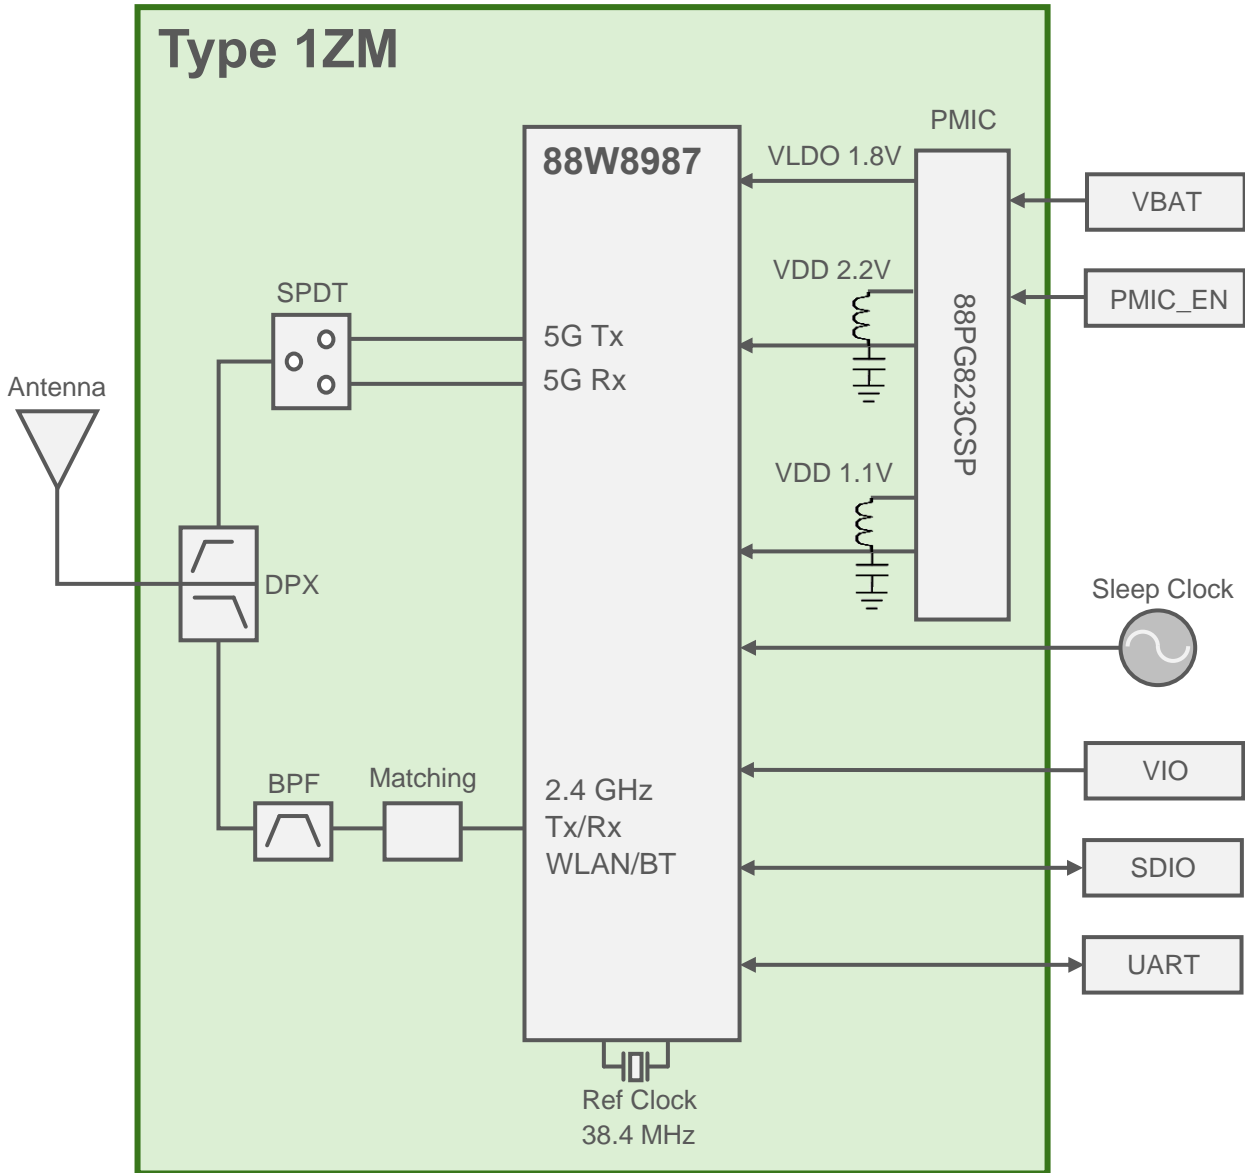 Type 1ZM
PMIC
88W8987
VLDO 1.8V
VBAT
VDD 2.2V
SPDT
PMIC_EN
88PG823CSP
5G Tx
5G Rx
Antenna
VDD 1.1V
DPX
Sleep Clock
VIO
BPF
Matching
2.4 GHz
Tx/Rx
WLAN/BT
SDIO
UART
Ref Clock
38.4 MHz